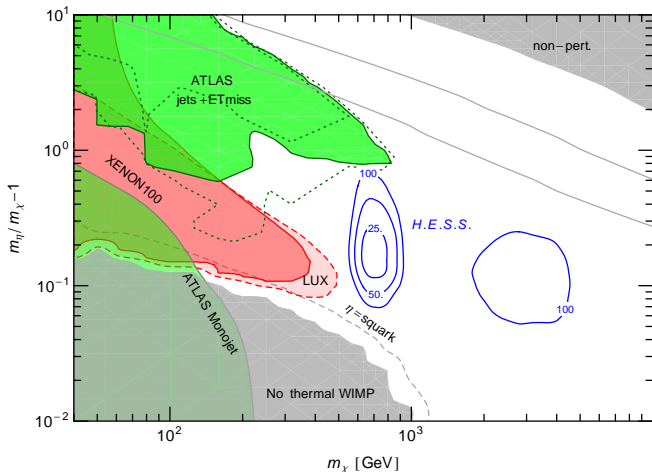 10¹
10⁰
10⁻¹
10⁻²
m_η/m_χ−1
non−pert.
ATLAS
jets +ETmiss
XENON100
100
H.E.S.S.
25.
50.
100
LUX
η=squark
ATLAS Monojet
No thermal WIMP
10²
10³
m_χ [GeV]